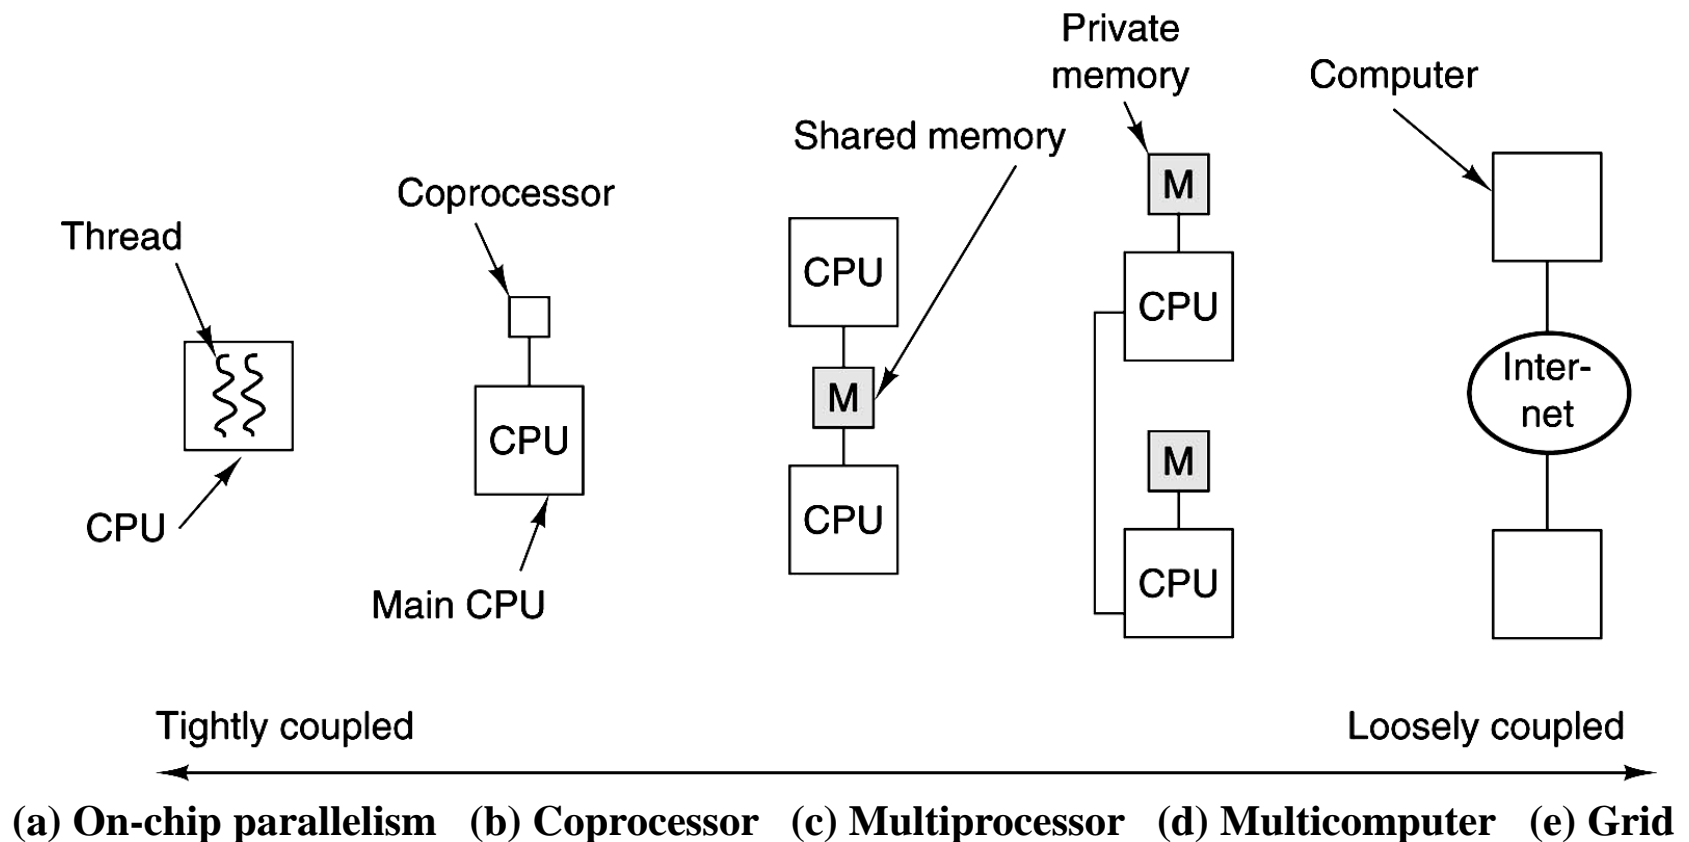 Thread
CPU
Coprocessor
CPU
Main CPU
Shared memory
CPU
M
CPU
Private
memory
M
CPU
M
CPU
Computer
Inter-
net
Tightly coupled
Loosely coupled
(a) On-chip parallelism (b) Coprocessor (c) Multiprocessor (d) Multicomputer (e) Grid